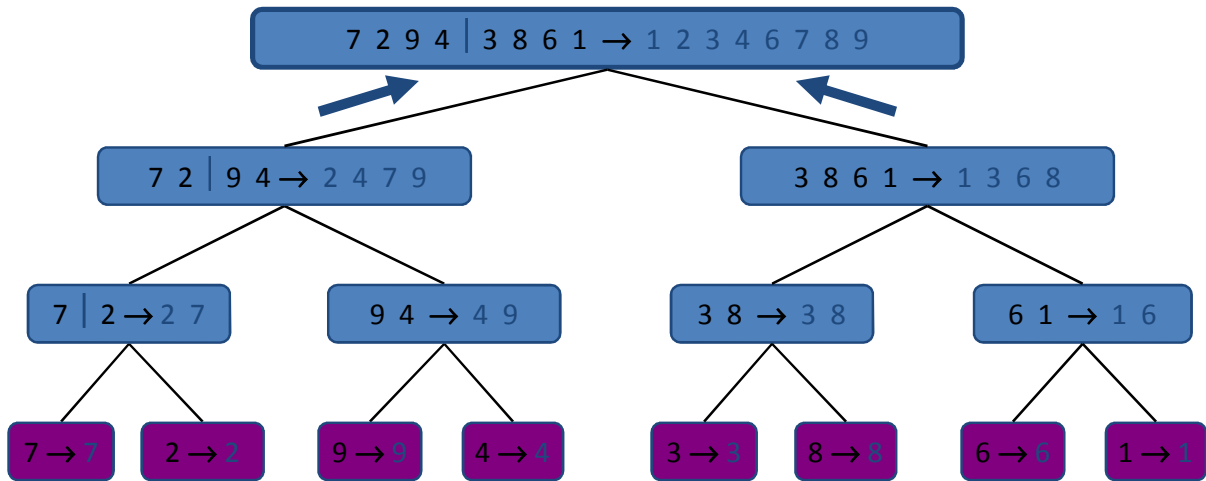 7 2 9 4 | 3 8 6 1 → 1 2 3 4 6 7 8 9
7 2 | 9 4 → 2 4 7 9
3 8 6 1 → 1 3 6 8
7 | 2 → 2 7
9 4 → 4 9
3 8 → 3 8
6 1 → 1 6
7 → 7
2 → 2
9 → 9
4 → 4
3 → 3
8 → 8
6 → 6
1 → 1